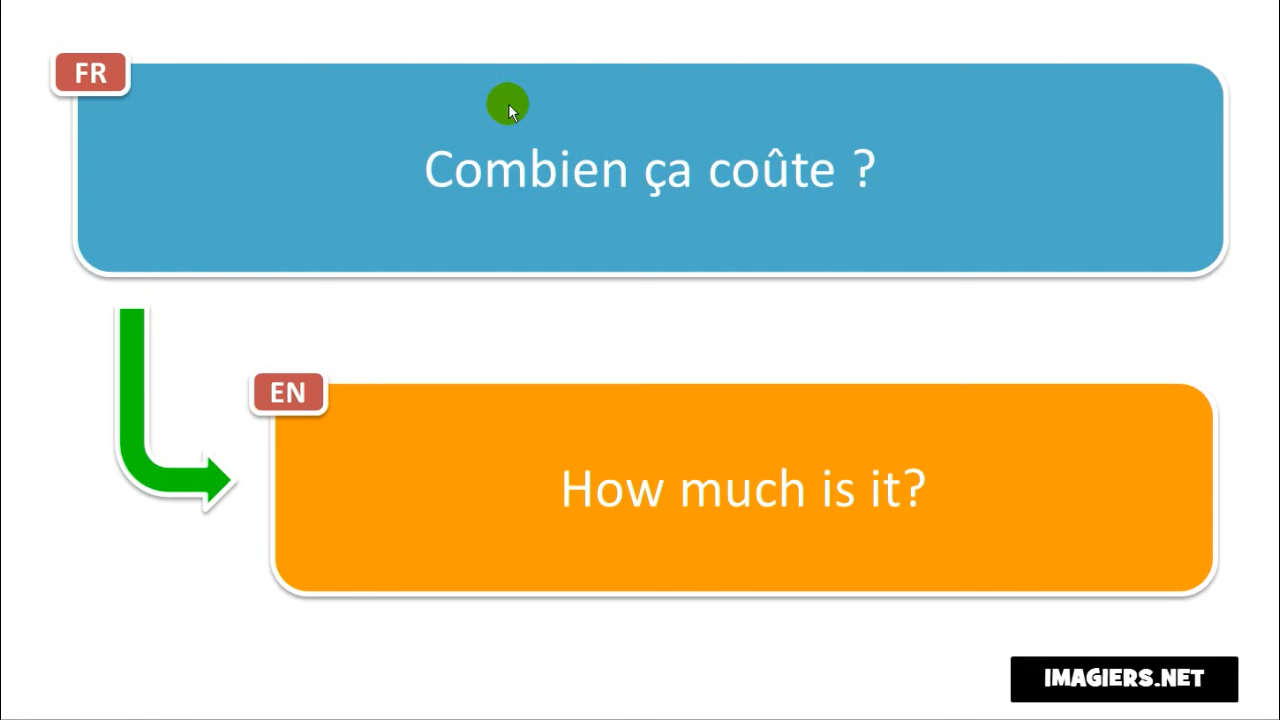 FR
Combien ça coûte ?
EN
How much is it?
IMAGIERS.NET